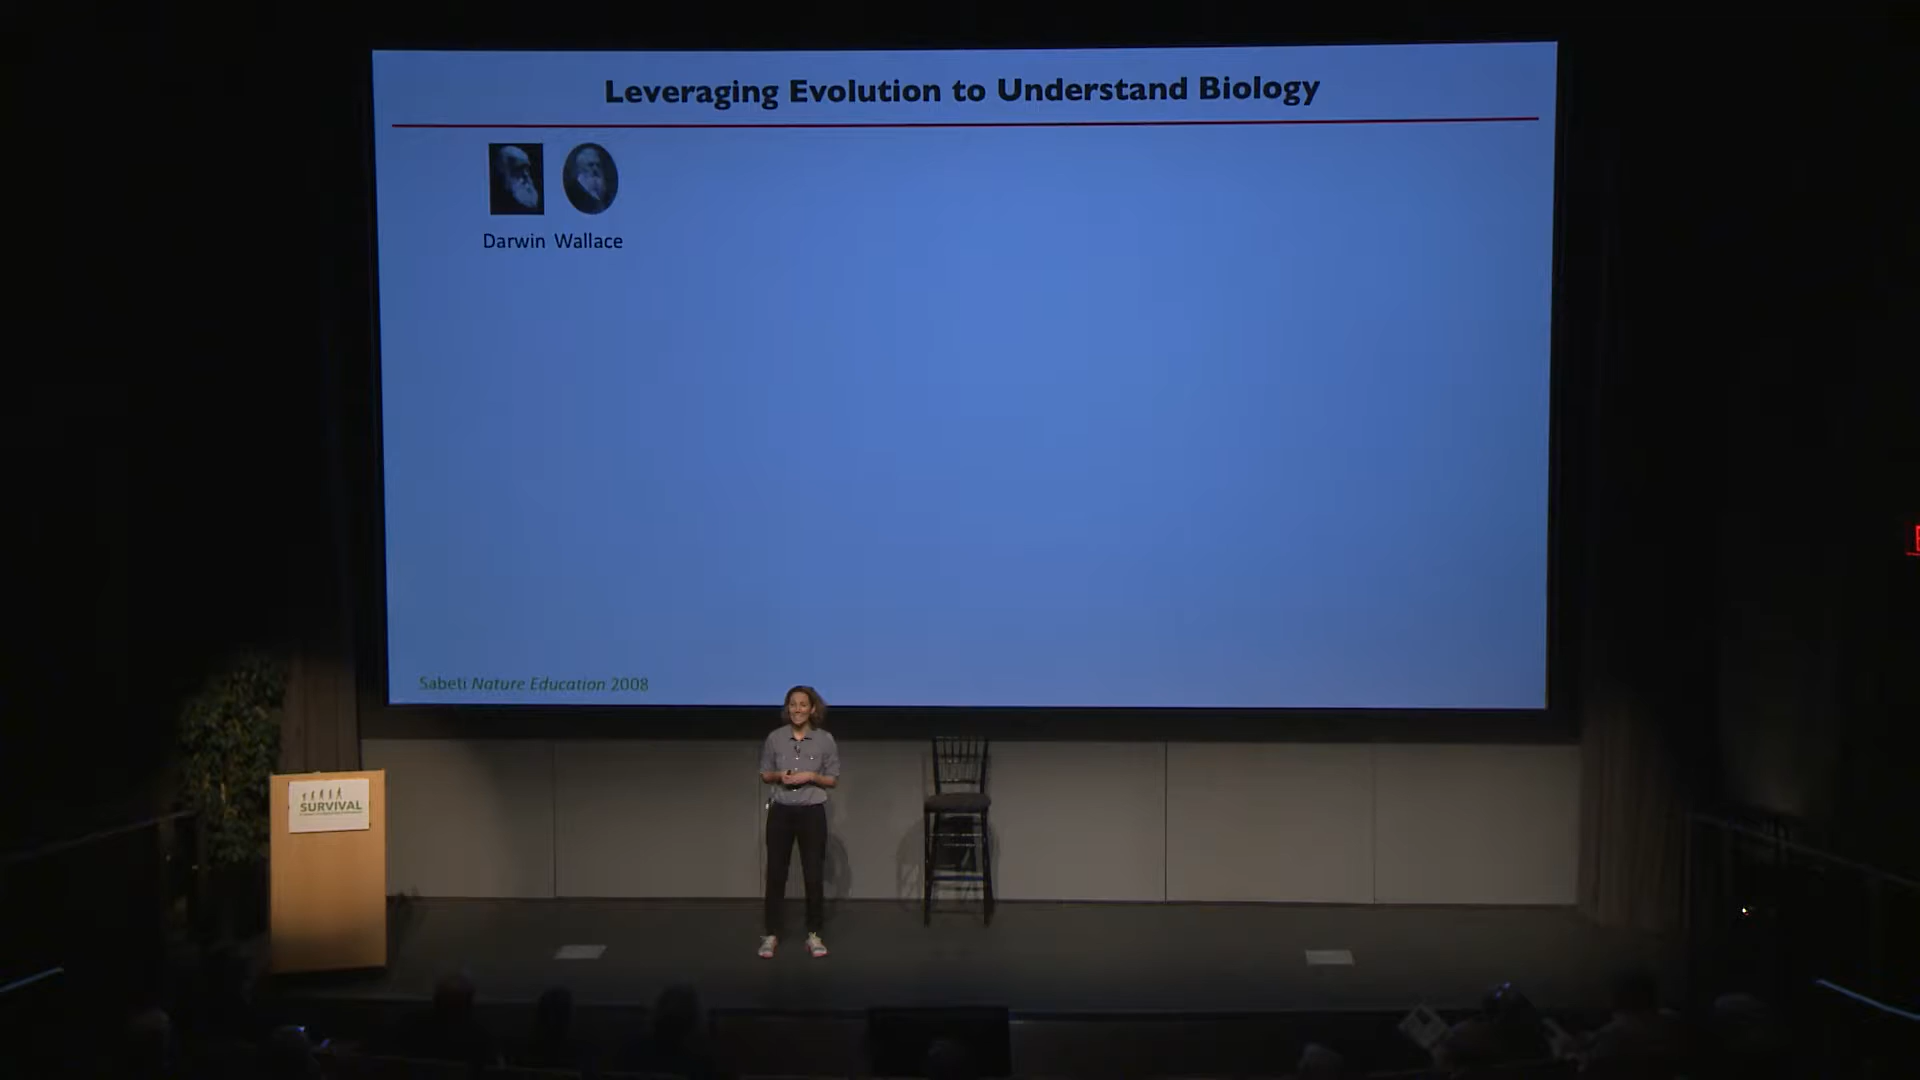 Leveraging Evolution to Understand Biology
Darwin Wallace
Sabeti Nature Education 2008
SURVIVAL